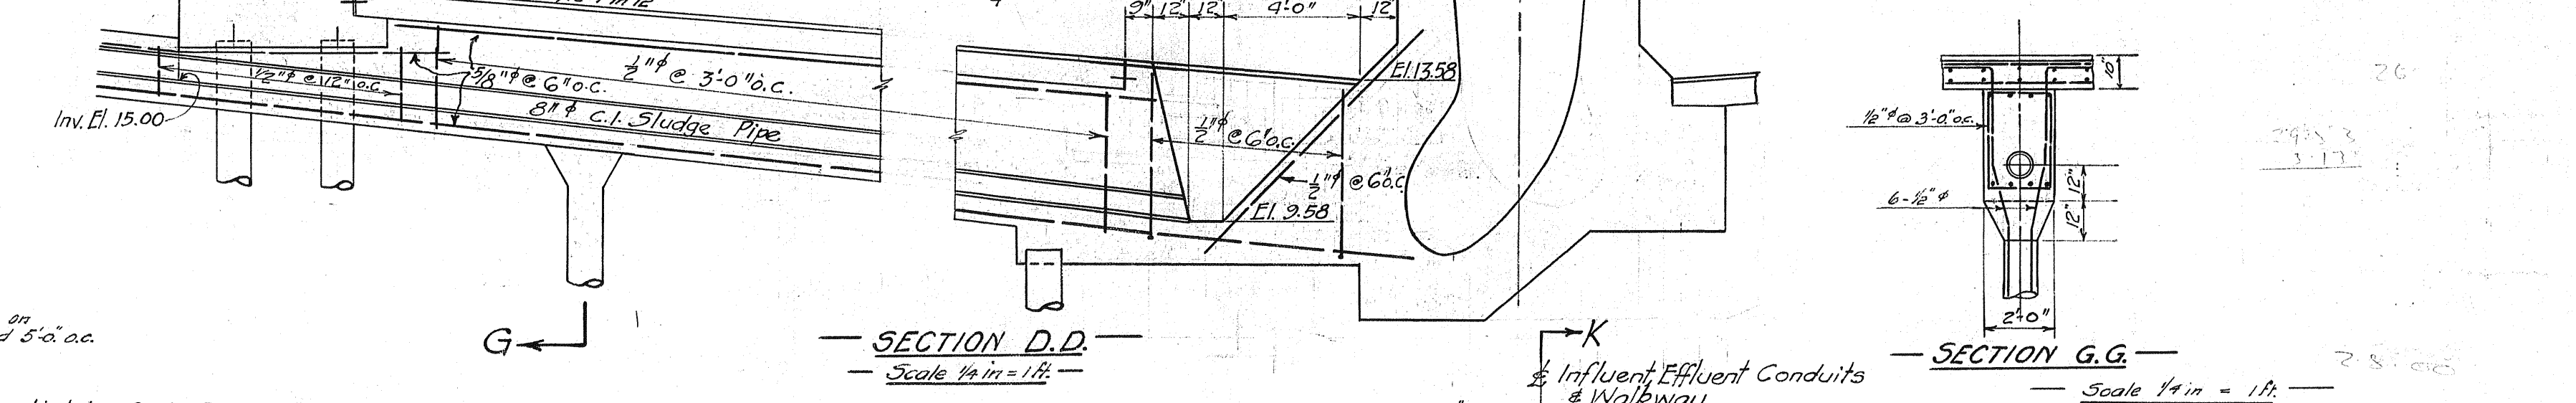 9" 12" 12" 4'-0" 12"
½"φ @ 12" o.c.
5/8"φ @ 6" o.c.
½"φ @ 3'-0" o.c.
8"φ C.I. Sludge Pipe
Inv. El. 15.00
El. 13.58
½"φ @ 6" o.c.
½"φ @ 6" o.c.
El. 9.58
G
SECTION D.D.
Scale ¼ in = 1 ft.
on
5'-0" o.c.
K
℄ Influent, Effluent Conduits
& Walkway
10"
½"φ @ 3'-0" o.c.
6-½"φ
12"
12"
2'-0"
SECTION G.G.
Scale ¼ in = 1 ft.
26